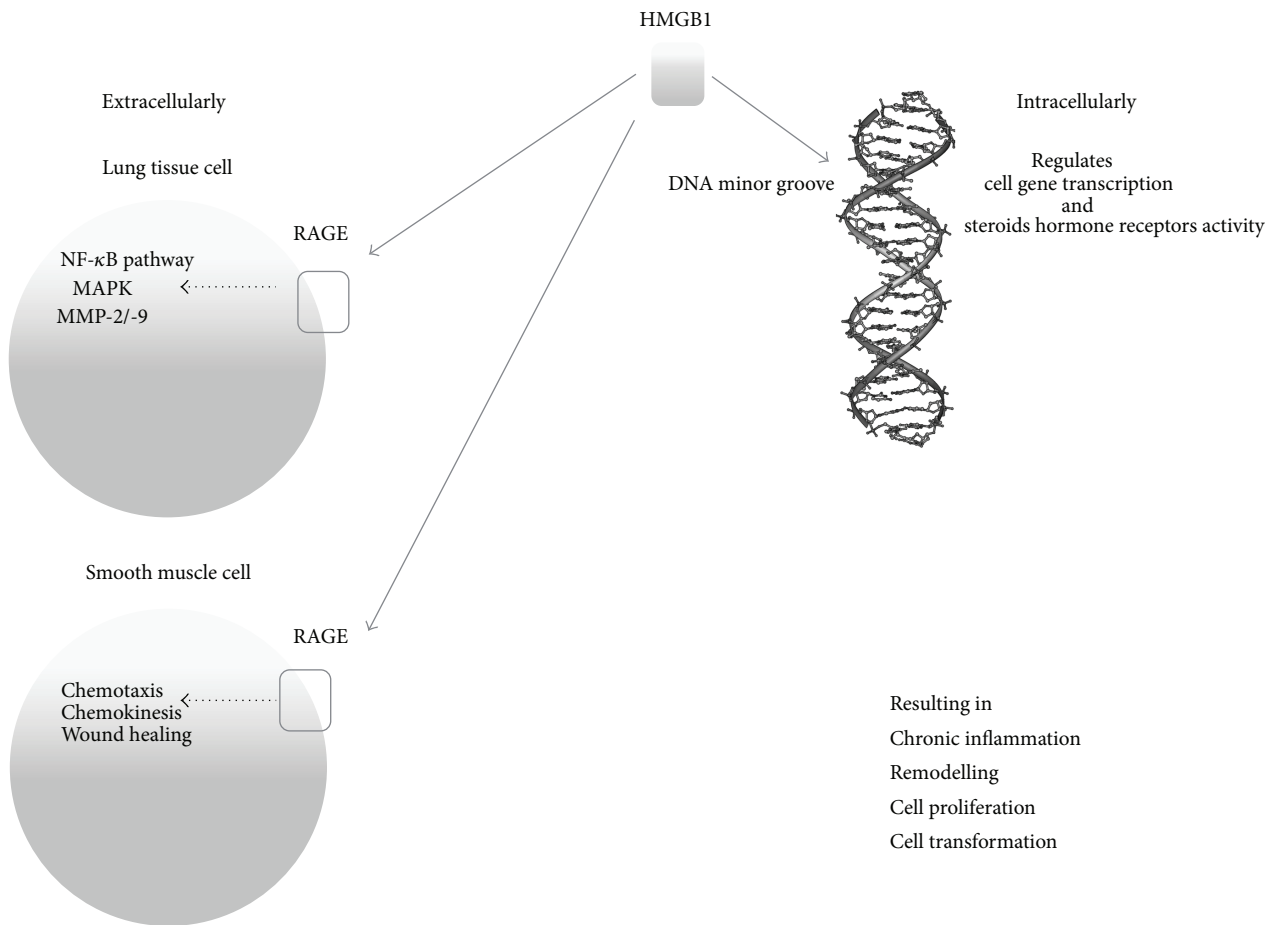 HMGB1
Extracellularly
Lung tissue cell
RAGE
NF-κB pathway
MAPK
MMP-2/-9
Smooth muscle cell
RAGE
Chemotaxis
Chemokinesis
Wound healing
DNA minor groove
Intracellularly
Regulates
cell gene transcription
and
steroids hormone receptors activity
Resulting in
Chronic inflammation
Remodelling
Cell proliferation
Cell transformation